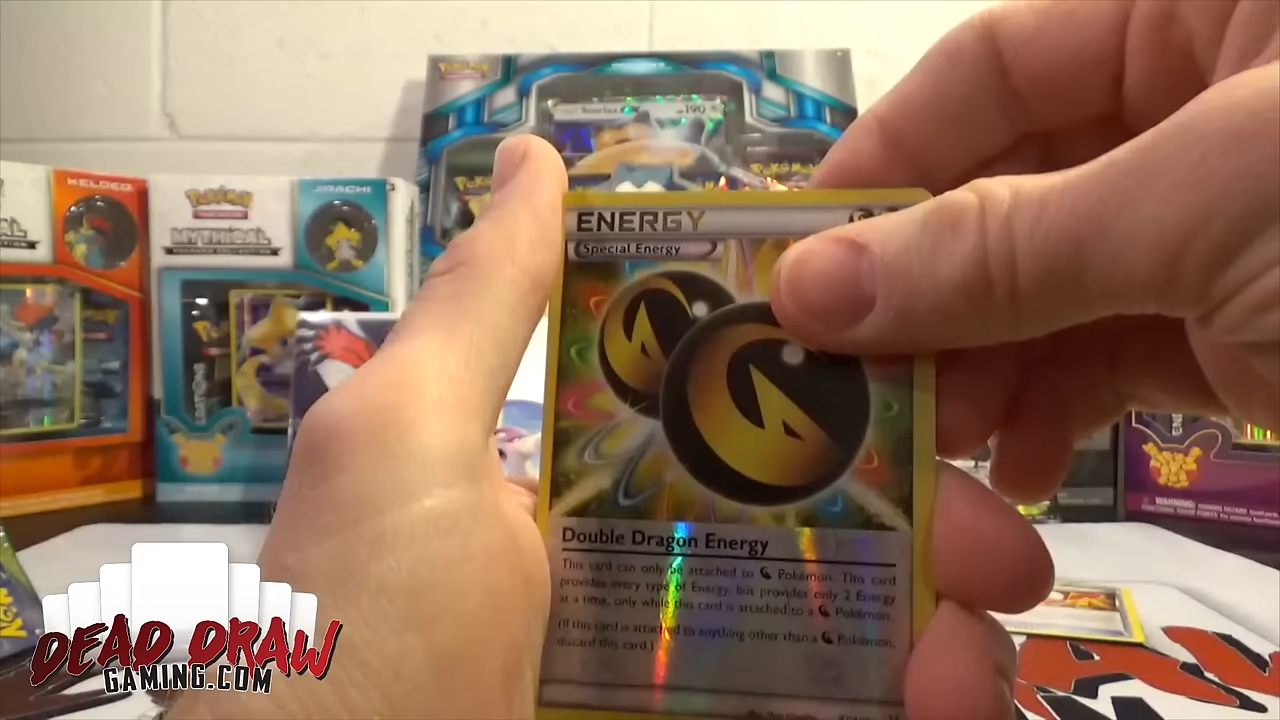 Pokémon
190
KELDEO
JIRACHI
Pokémon
MYTHICAL
ENERGY
Special Energy
Double Dragon Energy
This card can only be attached to Pokémon. This card
provides every type of Energy, but provides only 2 Energy
at a time, only while this card is attached to a Pokémon.
(If this card is attached to anything other than a Pokémon,
discard this card.)
WARNING:
DEAD DRAW
GAMING.COM